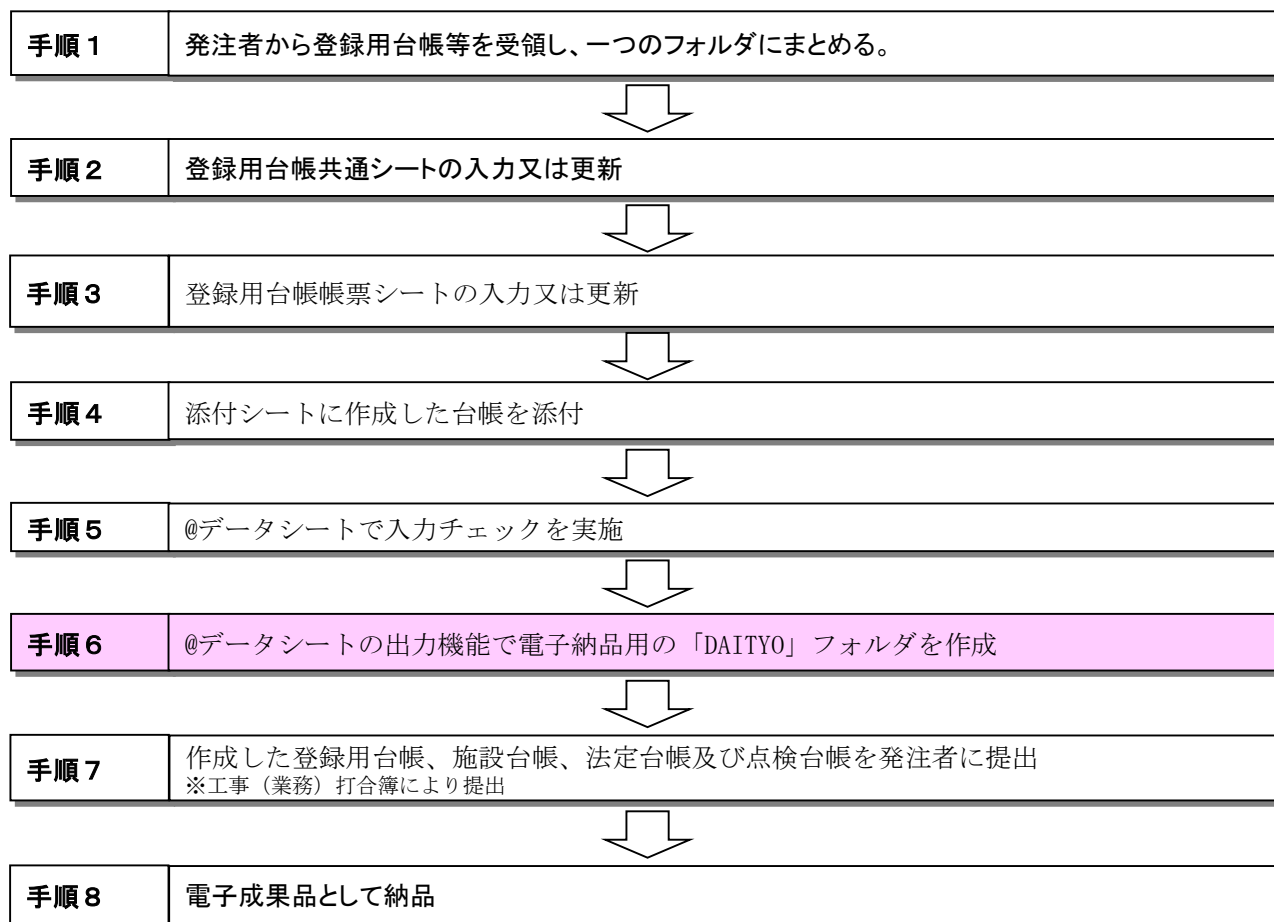 手順１ 発注者から登録用台帳等を受領し、一つのフォルダにまとめる。
手順２ 登録用台帳共通シートの入力又は更新
手順３ 登録用台帳帳票シートの入力又は更新
手順４ 添付シートに作成した台帳を添付
手順５ @データシートで入力チェックを実施
手順６ @データシートの出力機能で電子納品用の「DAITYO」フォルダを作成
手順７ 作成した登録用台帳、施設台帳、法定台帳及び点検台帳を発注者に提出
※工事（業務）打合簿により提出
手順８ 電子成果品として納品